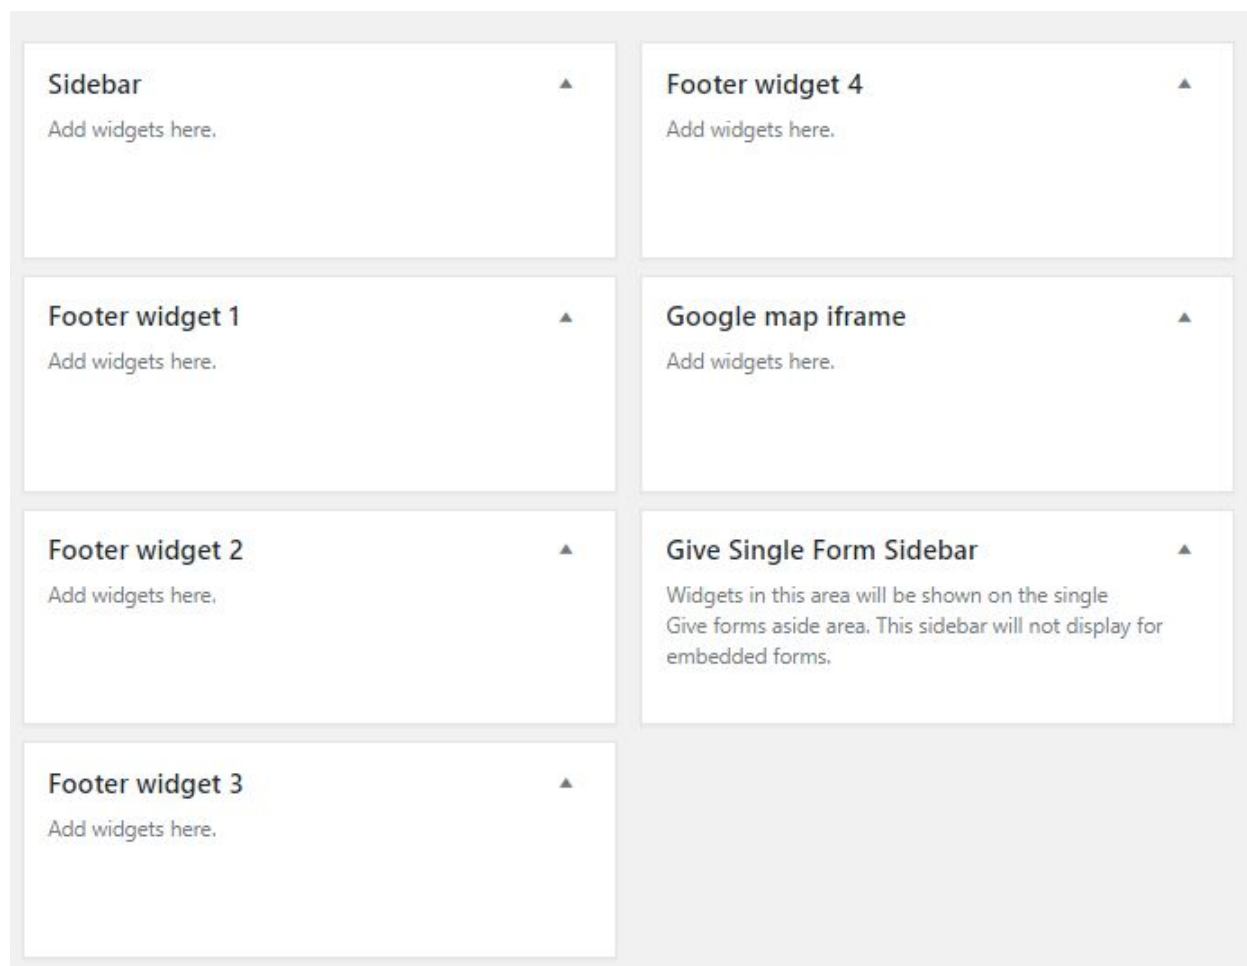 Sidebar
Add widgets here.
Footer widget 1
Add widgets here.
Footer widget 2
Add widgets here.
Footer widget 3
Add widgets here.
Footer widget 4
Add widgets here.
Google map iframe
Add widgets here.
Give Single Form Sidebar
Widgets in this area will be shown on the single
Give forms aside area. This sidebar will not display for
embedded forms.